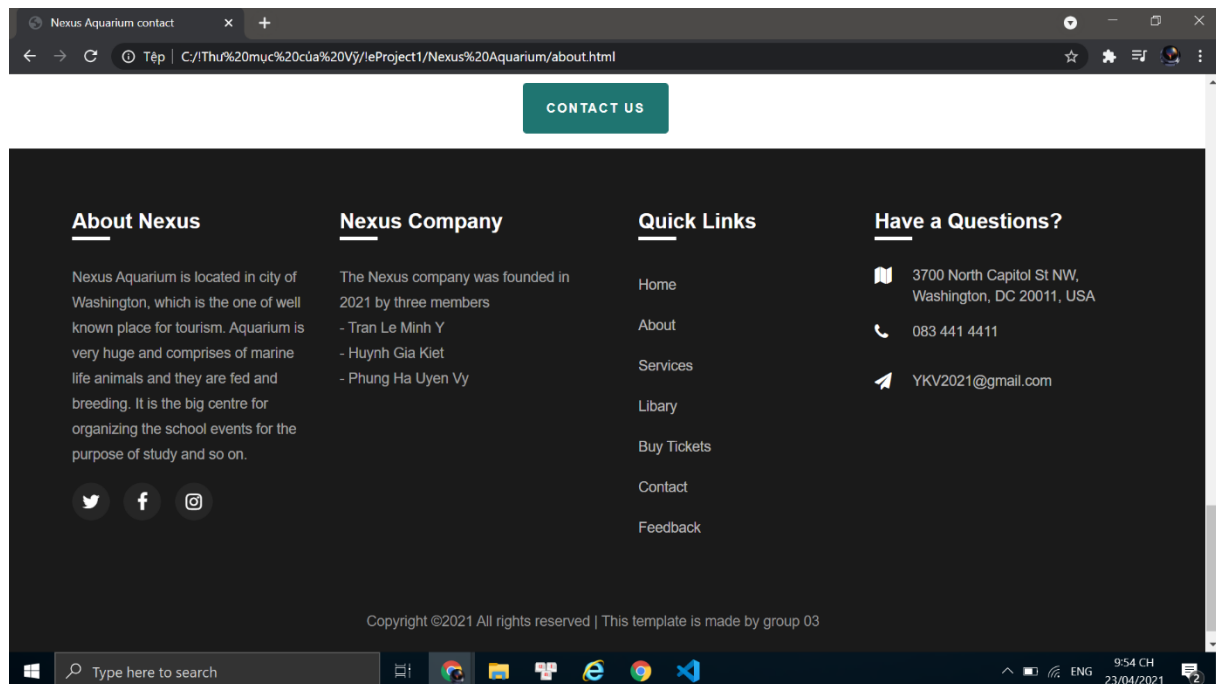 Nexus Aquarium contact
Tệp | C:/!Thư%20mục%20của%20Vỹ/!eProject1/Nexus%20Aquarium/about.html
CONTACT US
About Nexus
Nexus Aquarium is located in city of
Washington, which is the one of well
known place for tourism. Aquarium is
very huge and comprises of marine
life animals and they are fed and
breeding. It is the big centre for
organizing the school events for the
purpose of study and so on.
Nexus Company
The Nexus company was founded in
2021 by three members
- Tran Le Minh Y
- Huynh Gia Kiet
- Phung Ha Uyen Vy
Quick Links
Home
About
Services
Libary
Buy Tickets
Contact
Feedback
Have a Questions?
3700 North Capitol St NW,
Washington, DC 20011, USA
083 441 4411
YKV2021@gmail.com
Copyright ©2021 All rights reserved | This template is made by group 03
Type here to search
ENG
9:54 CH
23/04/2021
2